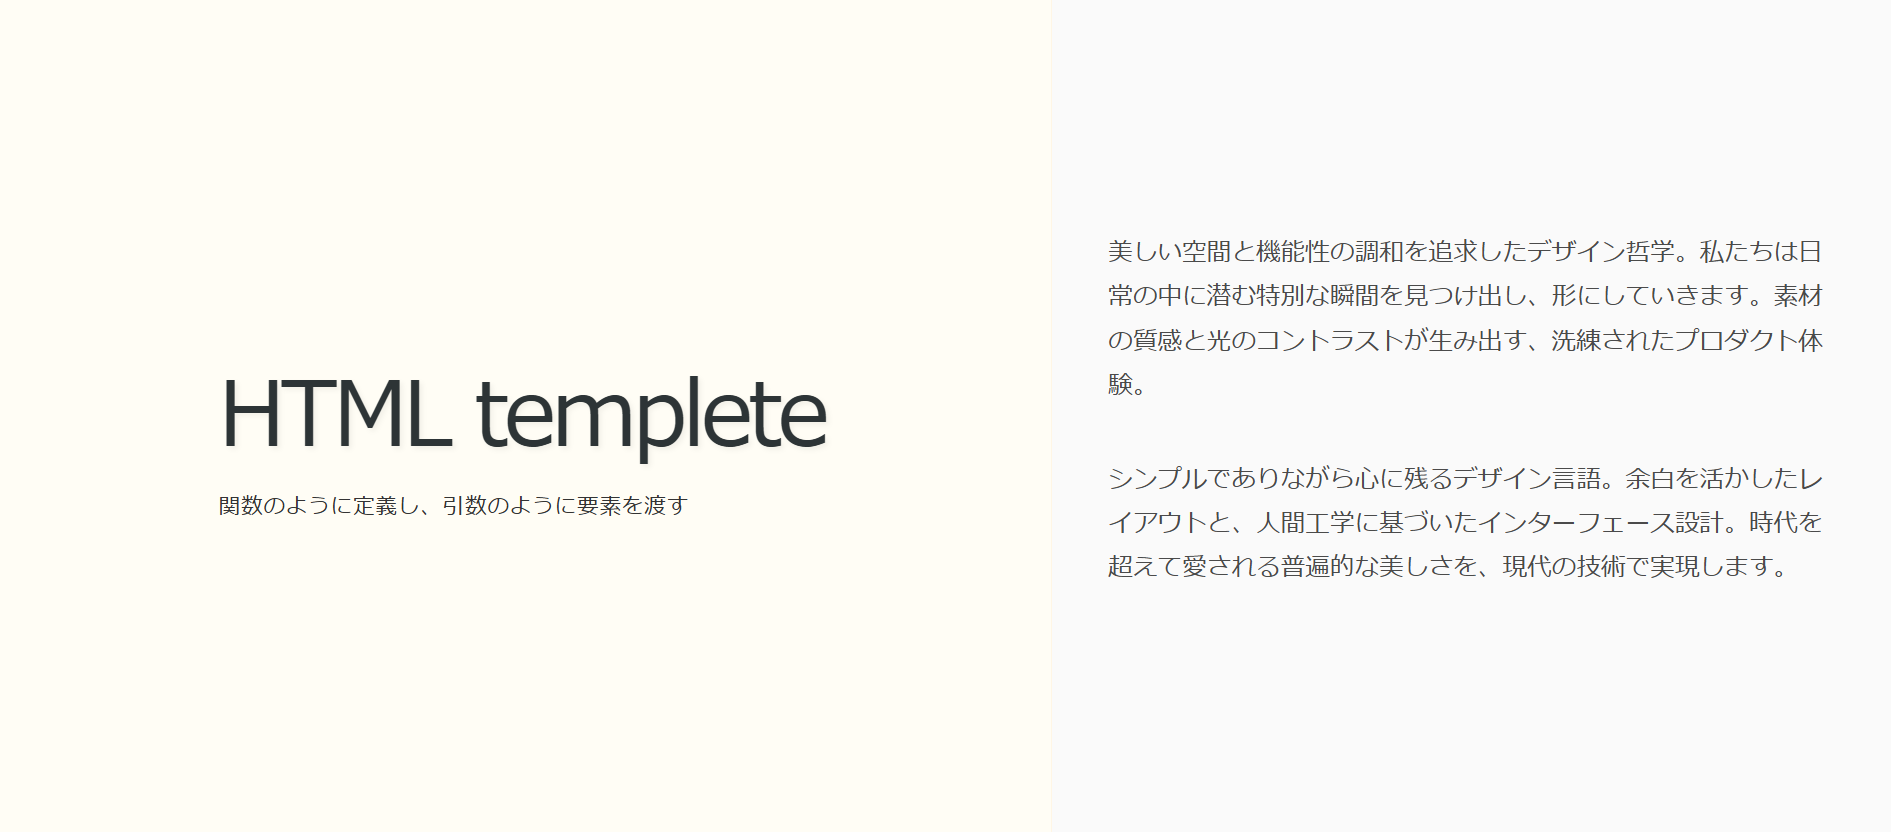 HTML templete
関数のように定義し、引数のように要素を渡す
美しい空間と機能性の調和を追求したデザイン哲学。私たちは日
常の中に潜む特別な瞬間を見つけ出し、形にしていきます。素材
の質感と光のコントラストが生み出す、洗練されたプロダクト体
験。
シンプルでありながら心に残るデザイン言語。余白を活かしたレ
イアウトと、人間工学に基づいたインターフェース設計。時代を
超えて愛される普遍的な美しさを、現代の技術で実現します。